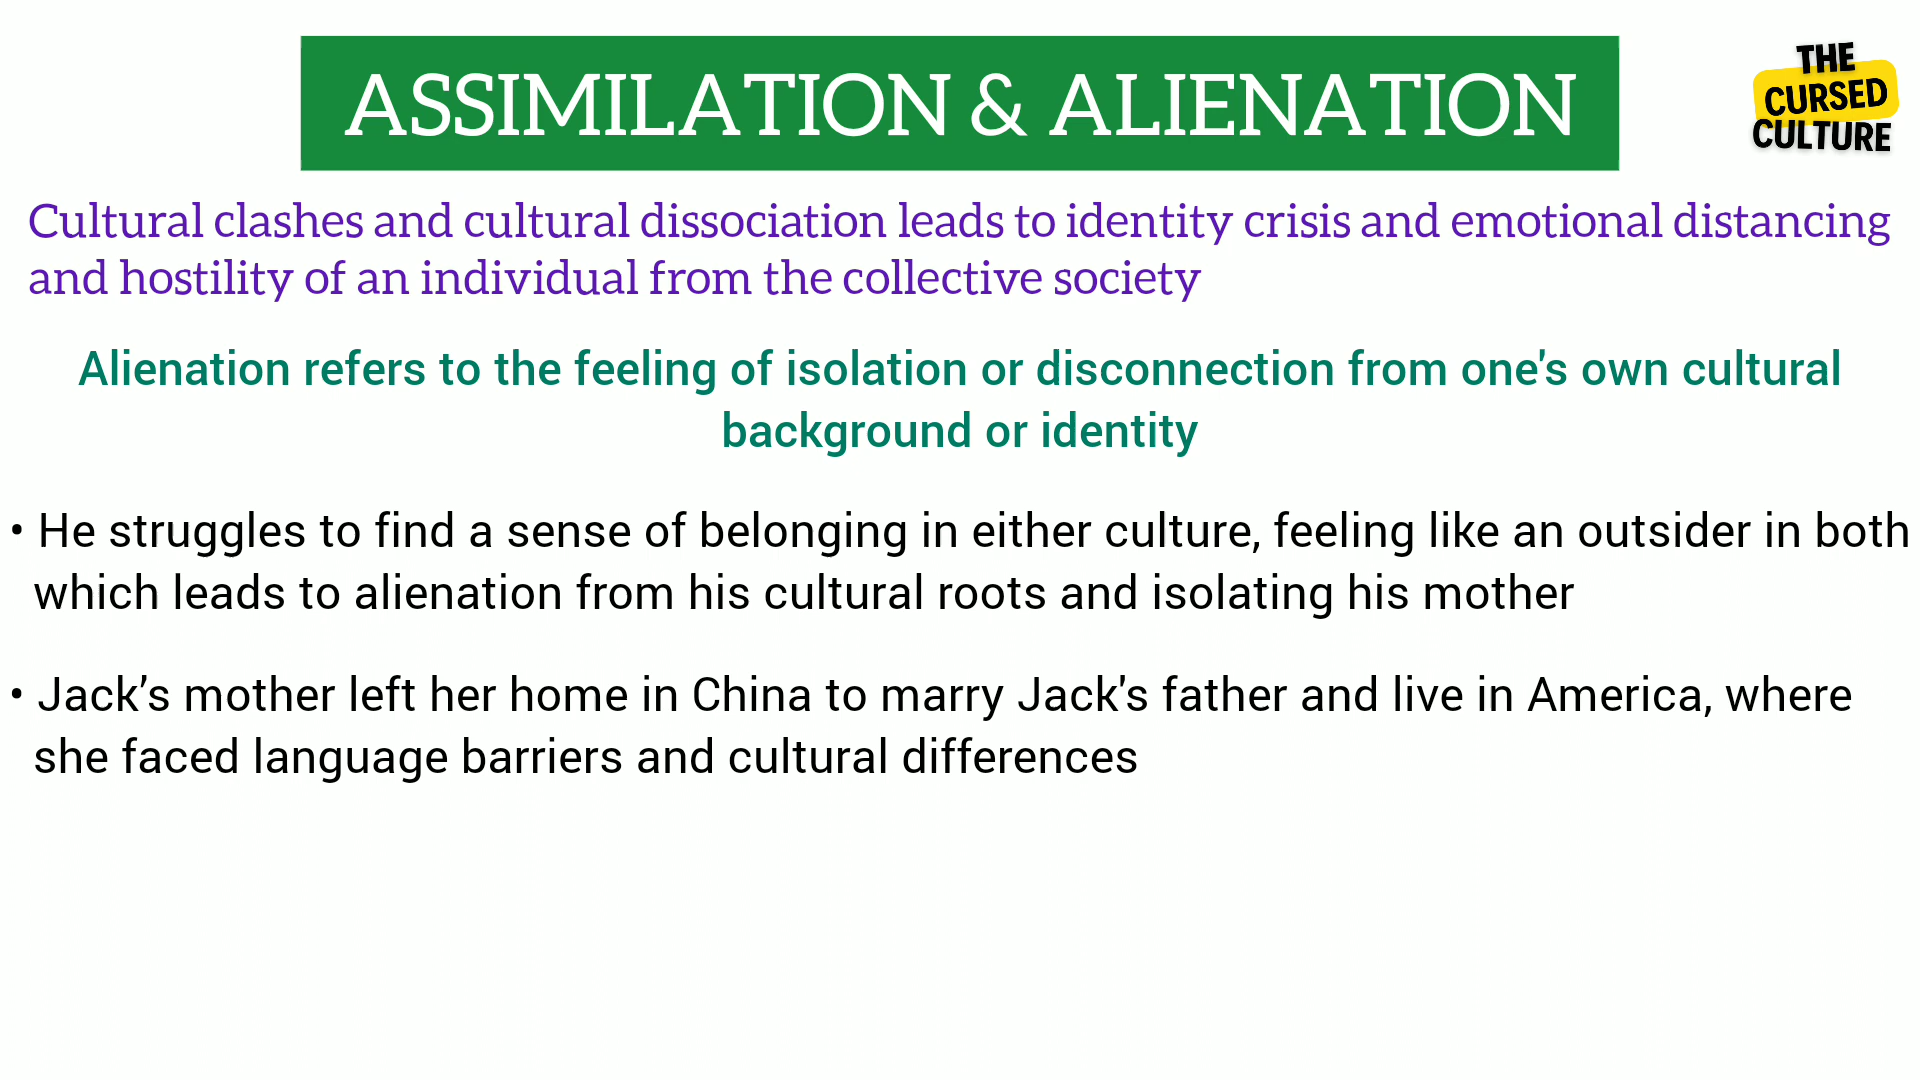 ASSIMILATION & ALIENATION
THE
CURSED
CULTURE
Cultural clashes and cultural dissociation leads to identity crisis and emotional distancing
and hostility of an individual from the collective society
Alienation refers to the feeling of isolation or disconnection from one's own cultural
background or identity
• He struggles to find a sense of belonging in either culture, feeling like an outsider in both
which leads to alienation from his cultural roots and isolating his mother
• Jack’s mother left her home in China to marry Jack's father and live in America, where
she faced language barriers and cultural differences